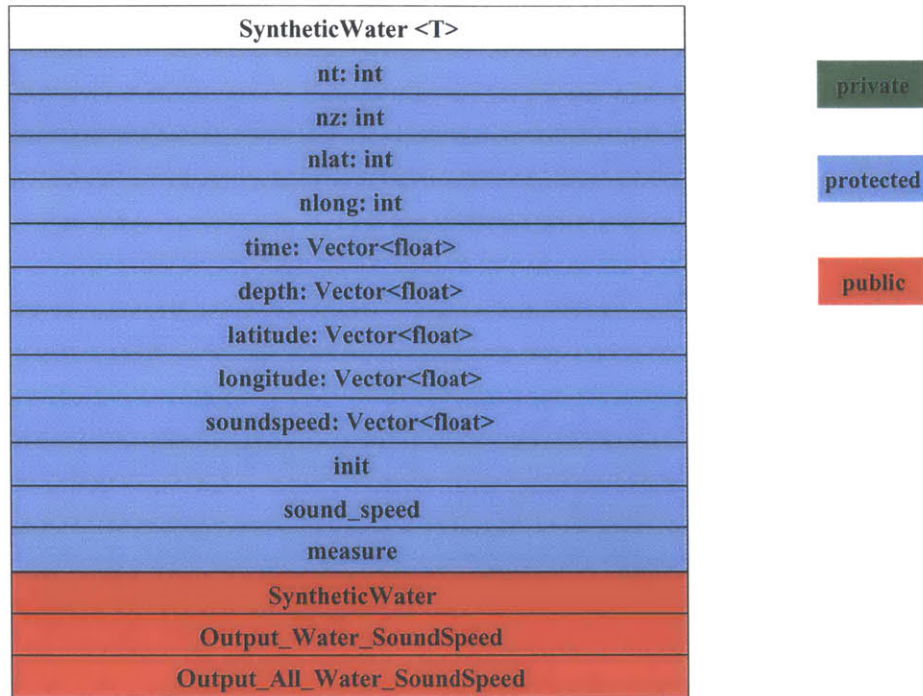 SyntheticWater <T>
nt: int
nz: int
nlat: int
nlong: int
time: Vector<float>
depth: Vector<float>
latitude: Vector<float>
longitude: Vector<float>
soundspeed: Vector<float>
init
sound_speed
measure
SyntheticWater
Output_Water_SoundSpeed
Output_All_Water_SoundSpeed
private
protected
public